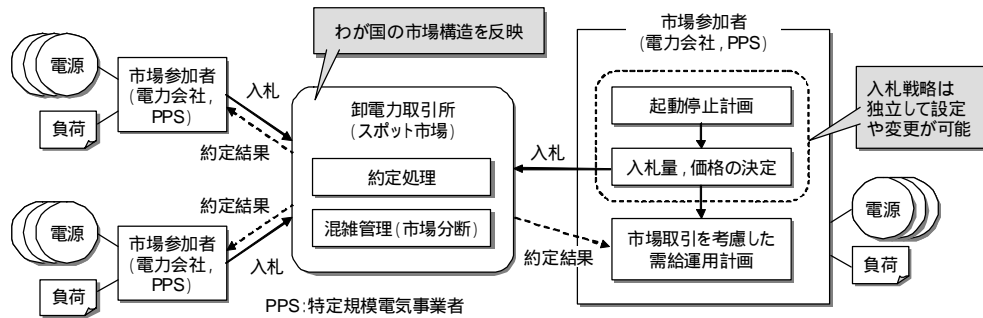 わが国の市場構造を反映
市場参加者
(電力会社,PPS)
電源
負荷
市場参加者
(電力会社,
PPS)
入札
約定結果
卸電力取引所
(スポット市場)
約定処理
混雑管理(市場分断)
電源
負荷
市場参加者
(電力会社,
PPS)
約定結果
入札
入札
約定結果
起動停止計画
入札量,価格の決定
市場取引を考慮した
需給運用計画
入札戦略は
独立して設定
や変更が可能
電源
負荷
PPS:特定規模電気事業者